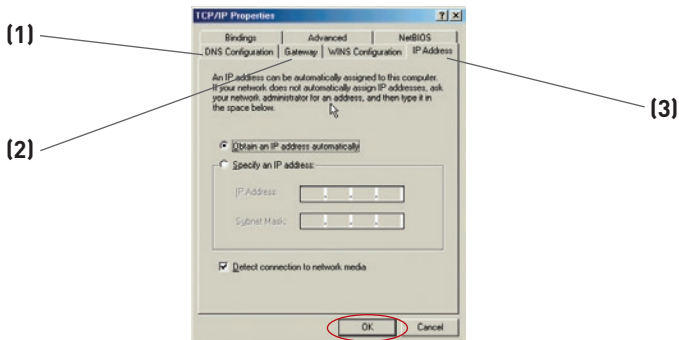 TCP/IP Properties
Bindings Advanced NetBIOS
(1)
DNS Configuration Gateway WINS Configuration IP Address
An IP address can be automatically assigned to this computer.
If your network does not automatically assign IP addresses, ask
your network administrator for an address, and then type it in
the space below.
(3)
(2)
Obtain an IP address automatically
Specify an IP address:
IP Address:
Subnet Mask:
Detect connection to network media
OK Cancel